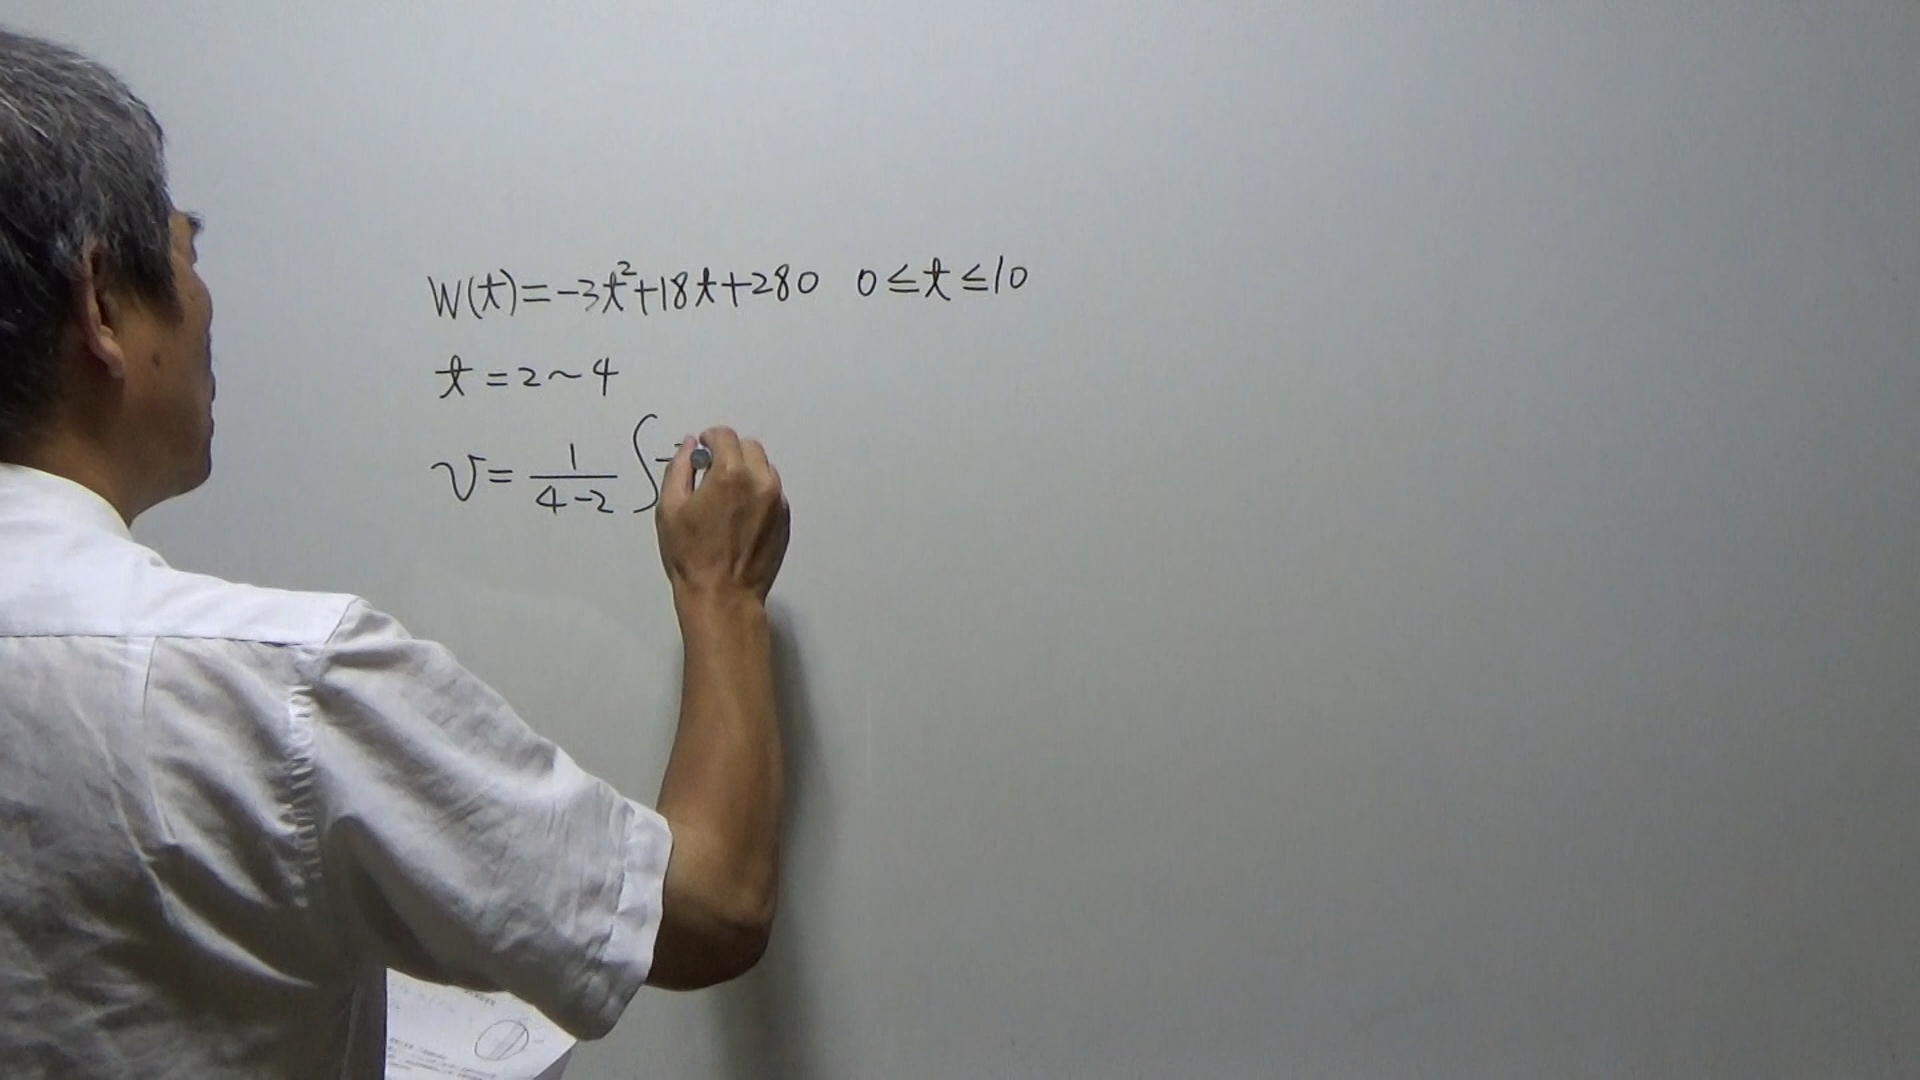 W(t)=-3t²+18t+280 0≤t≤10
t=2~4
v=1/(4-2) ∫-